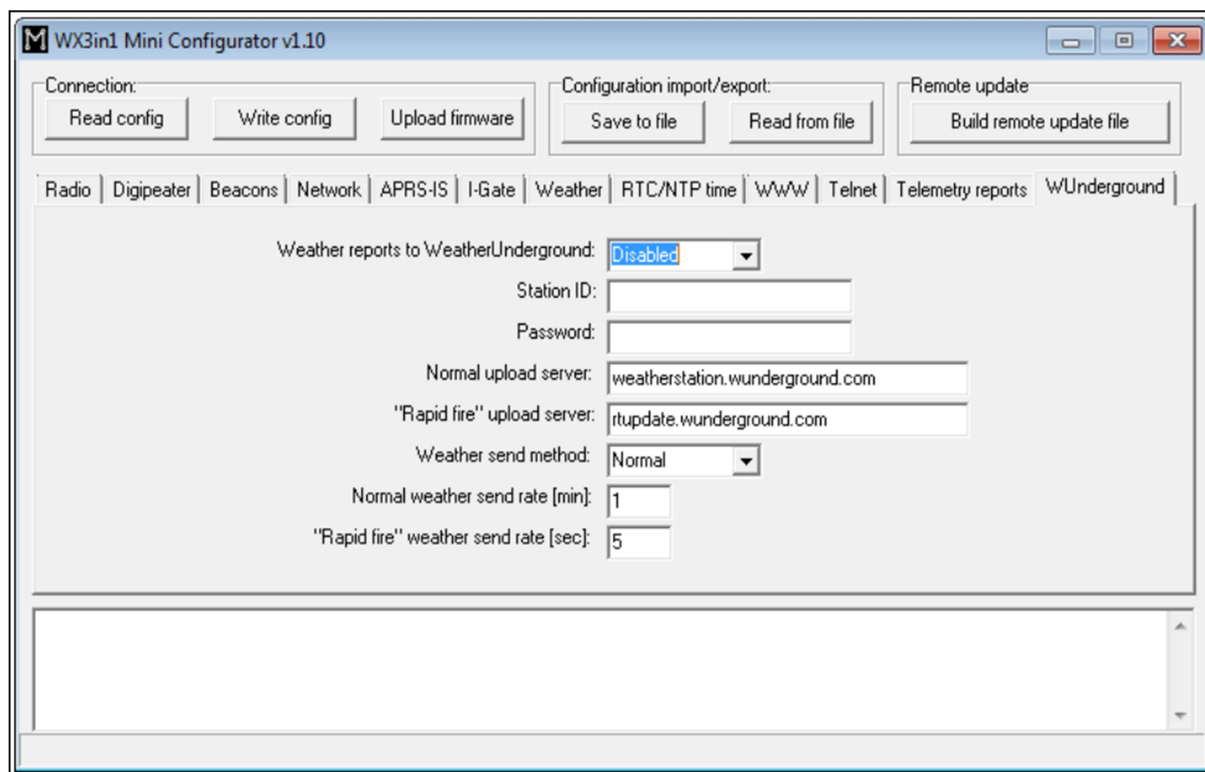 WX3in1 Mini Configurator v1.10
Connection: Configuration import/export: Remote update
Read config Write config Upload firmware Save to file Read from file Build remote update file
Radio Digipeater Beacons Network APRS-IS I-Gate Weather RTC/NTP time WWW Telnet Telemetry reports WUnderground
Weather reports to WeatherUnderground: Disabled
Station ID:
Password:
Normal upload server: weatherstation.wunderground.com
"Rapid fire" upload server: rtupdate.wunderground.com
Weather send method: Normal
Normal weather send rate [min]: 1
"Rapid fire" weather send rate [sec]: 5